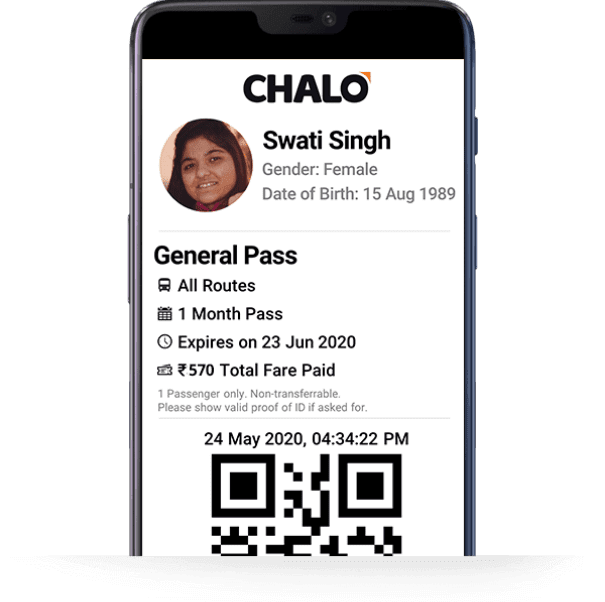 CHALO
Swati Singh
Gender: Female
Date of Birth: 15 Aug 1989
General Pass
All Routes
1 Month Pass
Expires on 23 Jun 2020
₹570 Total Fare Paid
1 Passenger only. Non-transferrable.
Please show valid proof of ID if asked for.
24 May 2020, 04:34:22 PM